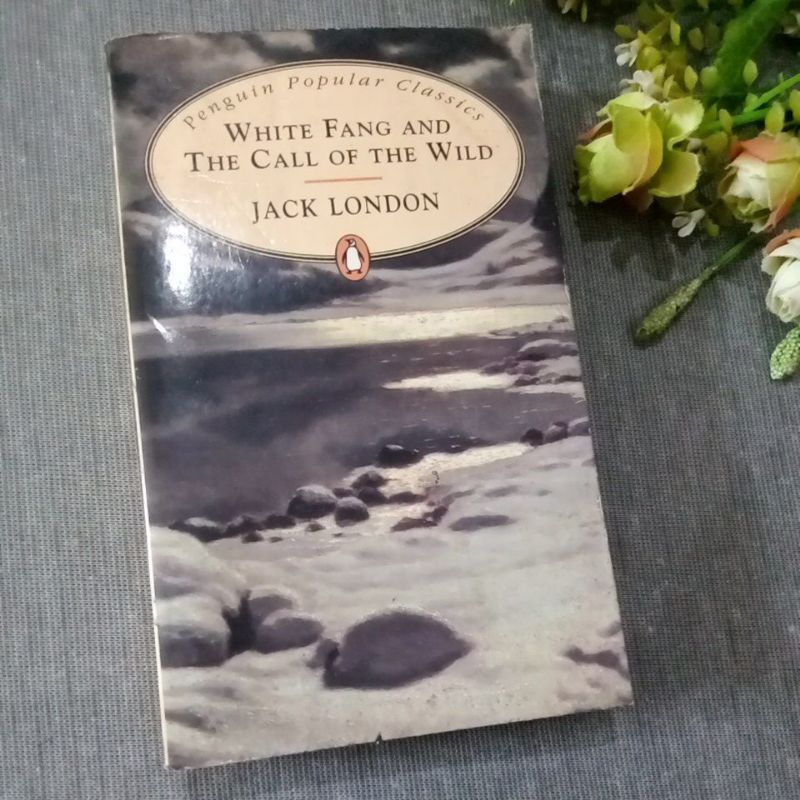 Penguin Popular Classics
WHITE FANG AND
THE CALL OF THE WILD
JACK LONDON